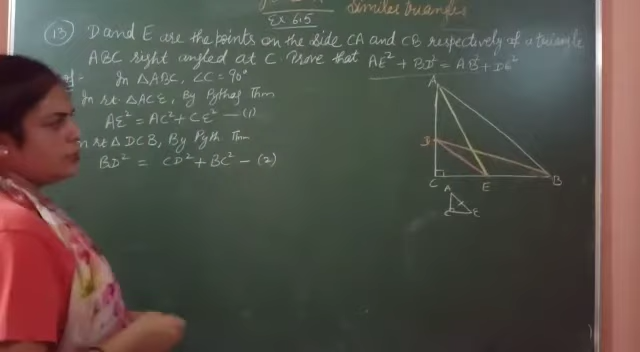 Similar Triangles
Ex 6.5
(13) D and E are the points on the side CA and CB respectively of a triangle
ABC right angled at C. Prove that AE² + BD² = AB² + DE²
In △ABC, ∠C = 90°
In rt. △ACE, By Pythag Thm
AE² = AC² + CE² — (1)
In rt △DCB, By Pyth. Thm
BD² = CD² + BC² — (2)
A
D
C
E
B
A
C
E